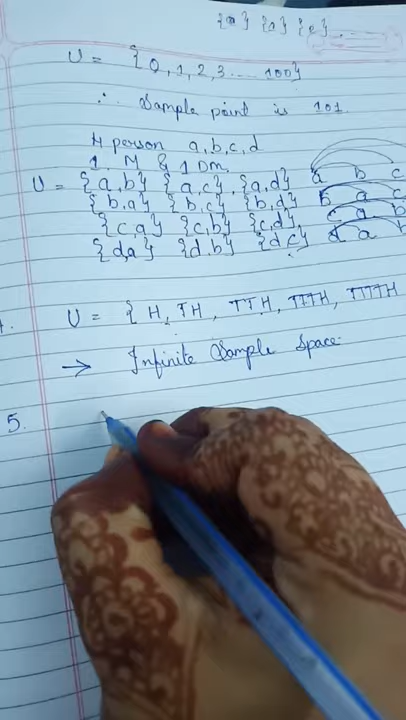 {a} {a} {c}
U = {0, 1, 2, 3 .... 100}
∴ Sample point is 101
4 person a, b, c, d
1. M & 1 DM.
U = {a, b} {a, c}, {a, d} a b c
{b, a} {b, c} {b, d} b a c
{c, a} {c, b} {c, d} c a b
{d, a} {d, b} {d c} d a b
4. U = { H, TH, TTH, TTTH, TTTTH
→ Infinite Sample Space
5.